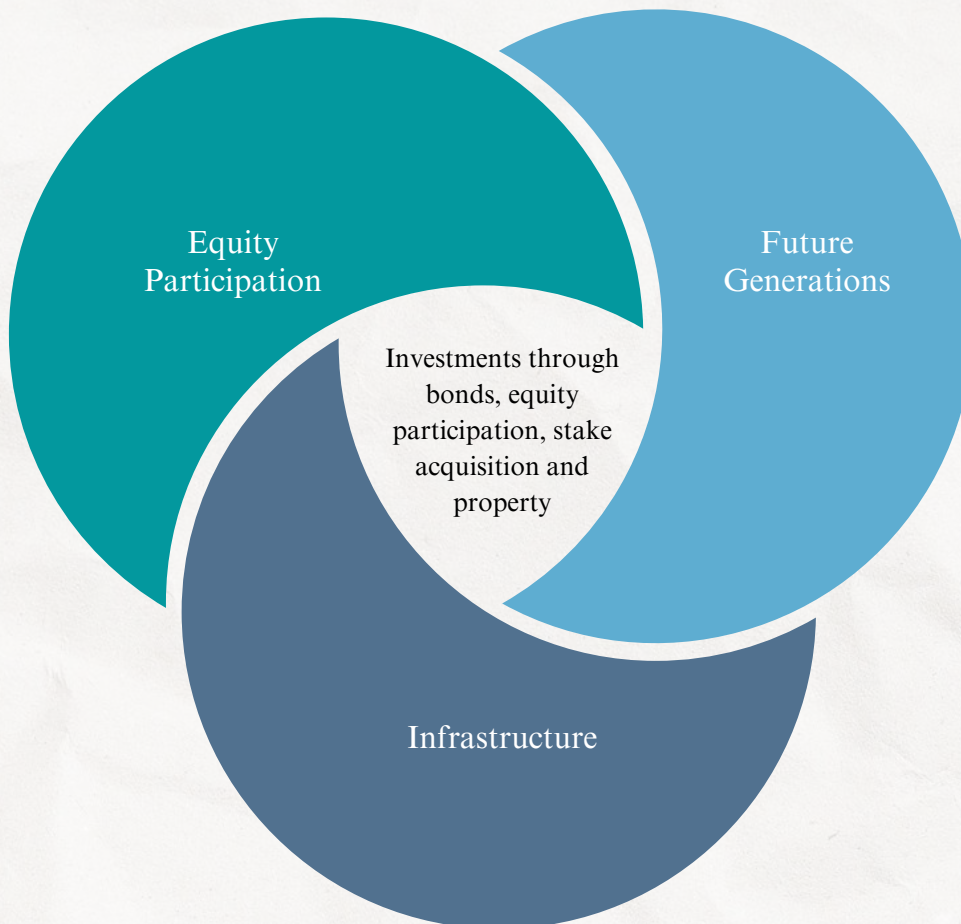 Equity
Participation
Future
Generations
Investments through
bonds, equity
participation, stake
acquisition and
property
Infrastructure